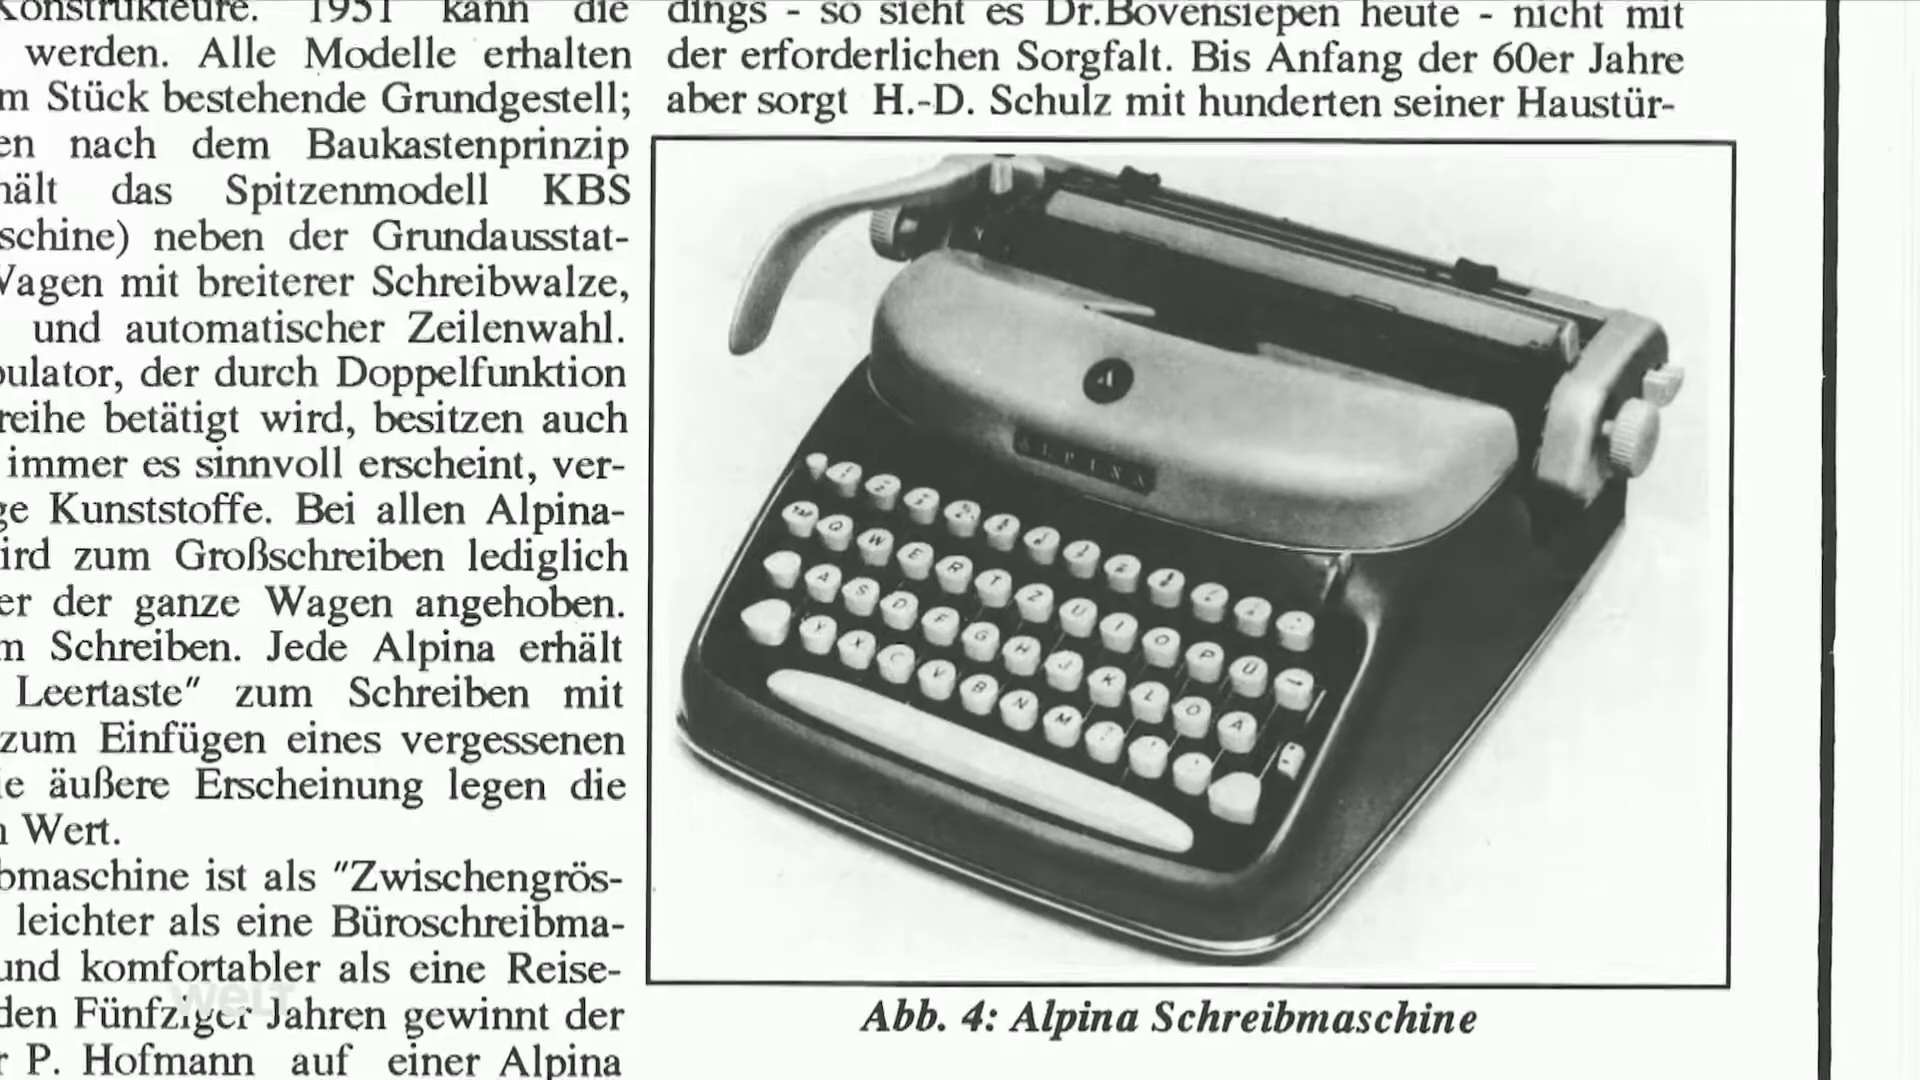 Konstrukteure. 1951 kann die
werden. Alle Modelle erhalten
m Stück bestehende Grundgestell;
en nach dem Baukastenprinzip
hält das Spitzenmodell KBS
schine) neben der Grundausstat-
Wagen mit breiterer Schreibwalze,
und automatischer Zeilenwahl.
pulator, der durch Doppelfunktion
reihe betätigt wird, besitzen auch
immer es sinnvoll erscheint, ver-
ge Kunststoffe. Bei allen Alpina-
ird zum Großschreiben lediglich
er der ganze Wagen angehoben.
m Schreiben. Jede Alpina erhält
Leertaste" zum Schreiben mit
zum Einfügen eines vergessenen
ie äußere Erscheinung legen die
n Wert.
bmaschine ist als "Zwischengrös-
leichter als eine Büroschreibma-
und komfortabler als eine Reise-
den Fünfziger Jahren gewinnt der
r P. Hofmann auf einer Alpina
dings - so sieht es Dr.Bovensiepen heute - nicht mit
der erforderlichen Sorgfalt. Bis Anfang der 60er Jahre
aber sorgt H.-D. Schulz mit hunderten seiner Haustür-
A
ALPINA
Q W E R T Z U I O P Ü
A S D F G H J K L Ö Ä
Y X C V B N M
Abb. 4: Alpina Schreibmaschine
welt